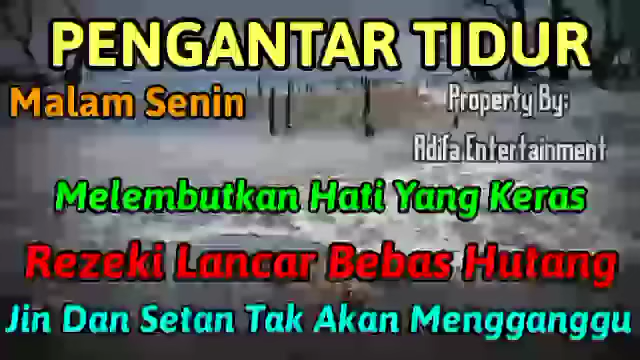 PENGANTAR TIDUR
Malam Senin
Property By:
Adifa Entertainment
Melembutkan Hati Yang Keras
Rezeki Lancar Bebas Hutang
Jin Dan Setan Tak Akan Mengganggu